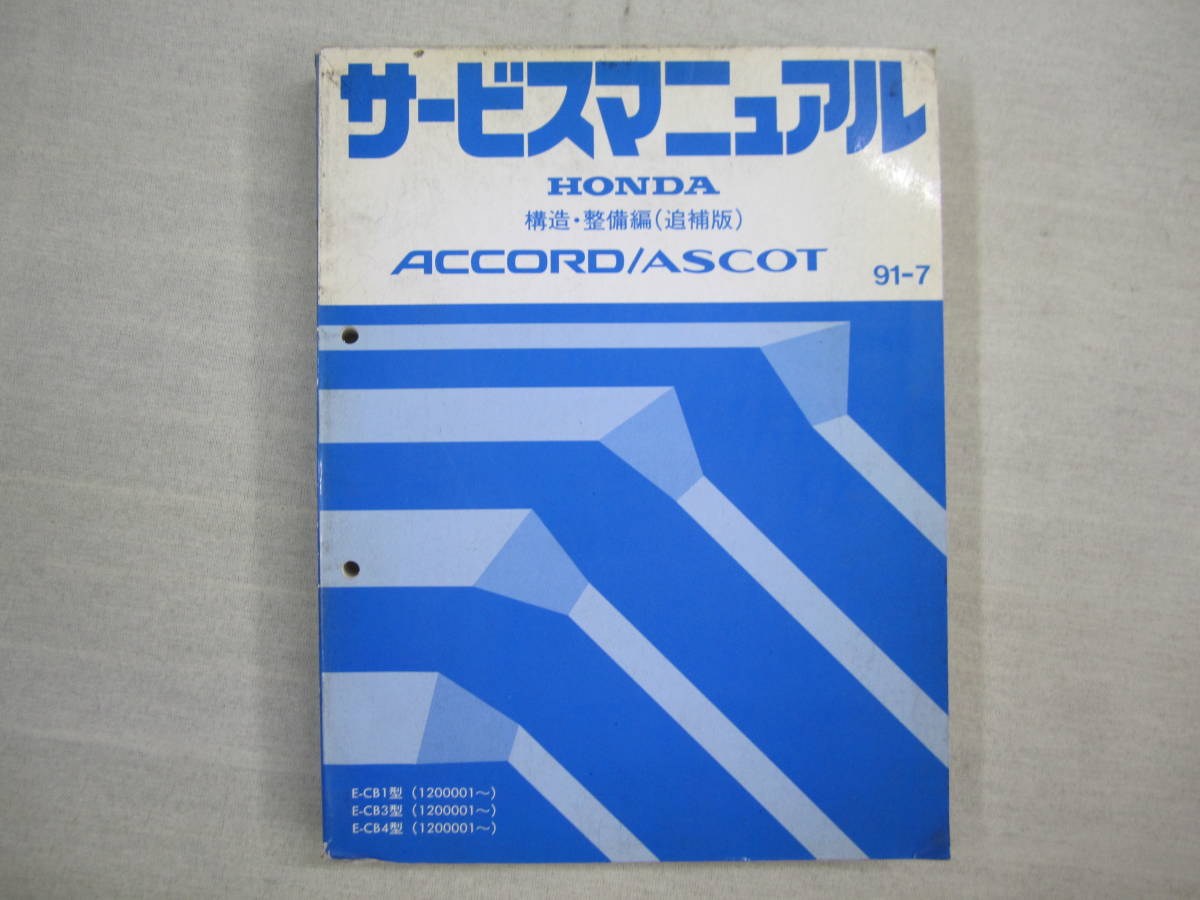 サービスマニュアル
HONDA
構造・整備編(追補版)
ACCORD/ASCOT
91-7
E-CB1型 (1200001~)
E-CB3型 (1200001~)
E-CB4型 (1200001~)